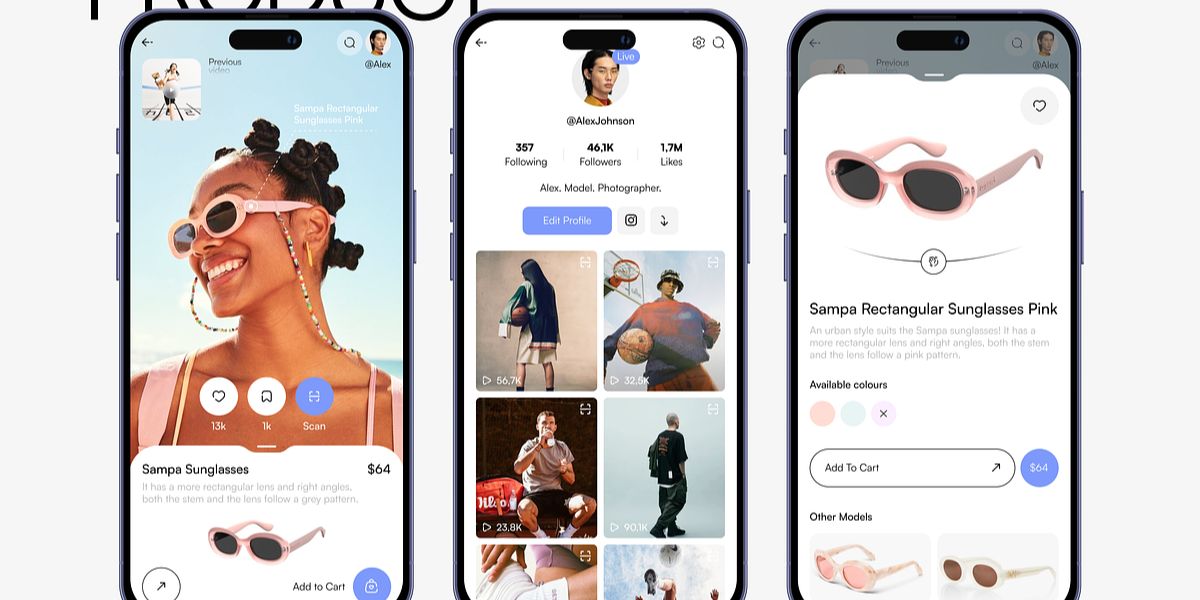 PRODUCT
Previous
video
@Alex
Sampa Rectangular
Sunglasses Pink
13k
1k
Scan
Sampa Sunglasses
$64
It has a more rectangular lens and right angles,
both the stem and the lens follow a grey pattern.
Add to Cart
Live
@AlexJohnson
357
46,1K
1,7M
Following
Followers
Likes
Alex. Model. Photographer.
Edit Profile
56,7K
32,5K
Wilson
23,8K
90,1K
Previous
video
@Alex
Sampa Rectangular Sunglasses Pink
An urban style suits the Sampa sunglasses! It has a
more rectangular lens and right angles, both the stem
and the lens follow a pink pattern.
Available colours
Add To Cart
$64
Other Models